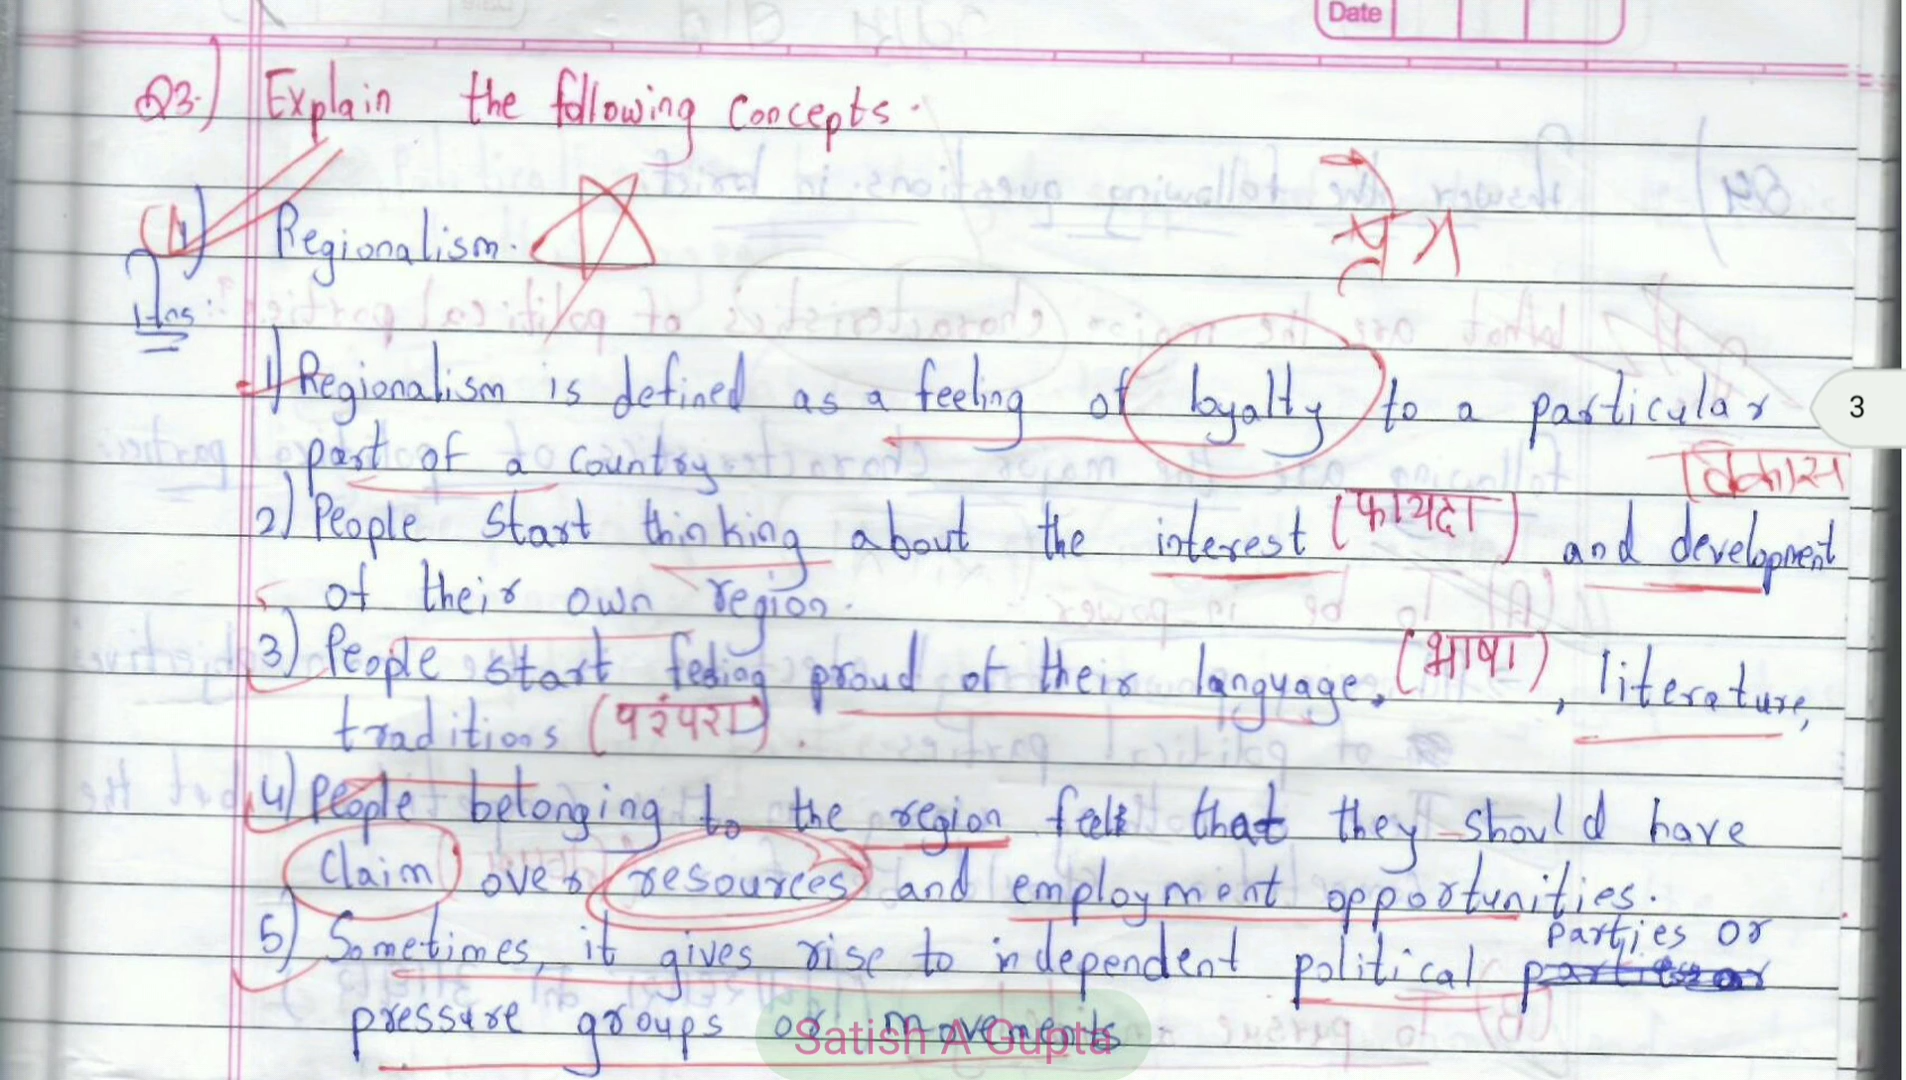 Date
Q3.) Explain the following concepts.
(1) Regionalism.
Ans:
1) Regionalism is defined as a feeling of loyalty to a particular
3
part of a country
(विकास
2) People start thinking about the interest (फायदा) and development
of their own region.
3) People start feeling proud of their language, (भाषा), literature,
traditions (परंपरा).
4) People belonging to the region felt that they should have
claim over resources and employment opportunities.
5) Sometimes, it gives rise to independent political parties or
pressure groups or movements
Satish A Gupta